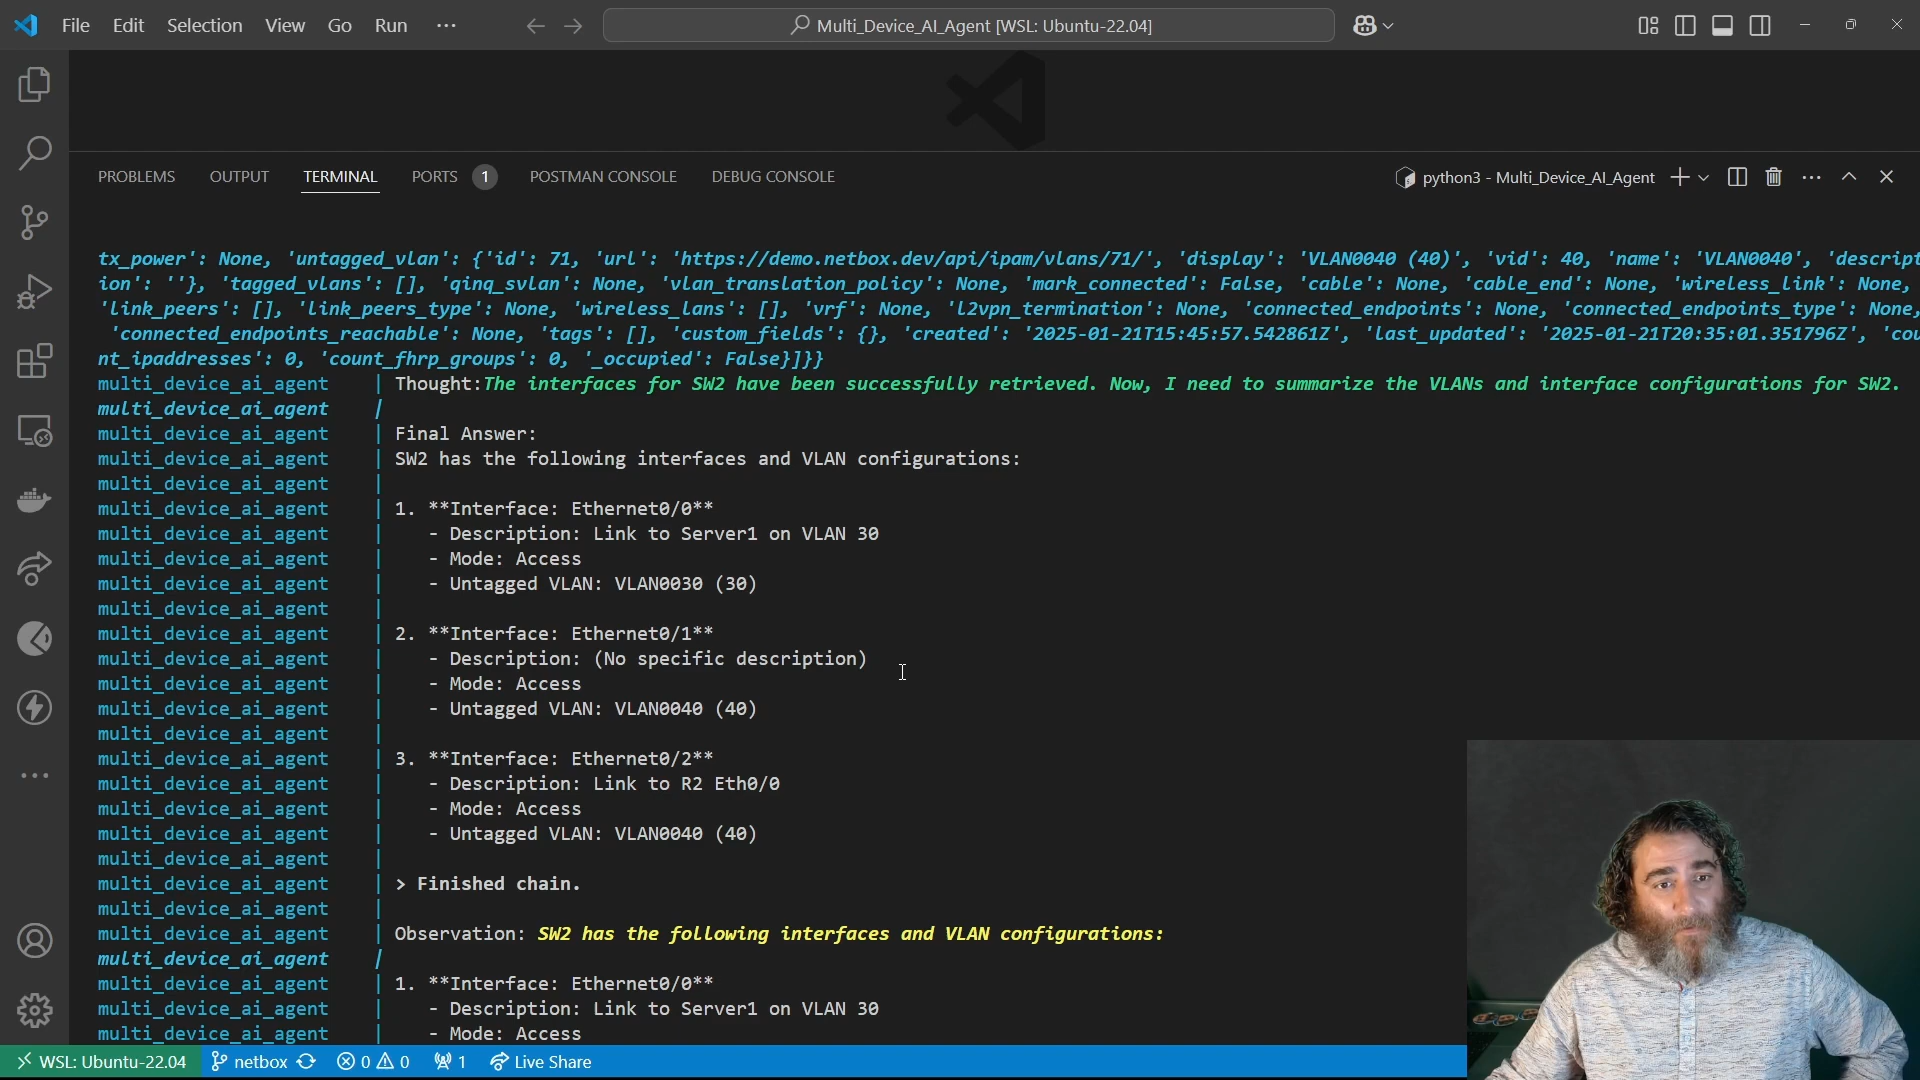 File Edit Selection View Go Run ··· Multi_Device_AI_Agent [WSL: Ubuntu-22.04]
PROBLEMS OUTPUT TERMINAL PORTS 1 POSTMAN CONSOLE DEBUG CONSOLE python3 - Multi_Device_AI_Agent
tx_power': None, 'untagged_vlan': {'id': 71, 'url': 'https://demo.netbox.dev/api/ipam/vlans/71/', 'display': 'VLAN0040 (40)', 'vid': 40, 'name': 'VLAN0040', 'descript
ion': ''}, 'tagged_vlans': [], 'qinq_svlan': None, 'vlan_translation_policy': None, 'mark_connected': False, 'cable': None, 'cable_end': None, 'wireless_link': None,
'link_peers': [], 'link_peers_type': None, 'wireless_lans': [], 'vrf': None, 'l2vpn_termination': None, 'connected_endpoints': None, 'connected_endpoints_type': None,
'connected_endpoints_reachable': None, 'tags': [], 'custom_fields': {}, 'created': '2025-01-21T15:45:57.542861Z', 'last_updated': '2025-01-21T20:35:01.351796Z', 'cou
nt_ipaddresses': 0, 'count_fhrp_groups': 0, '_occupied': False}]}}
multi_device_ai_agent | Thought:The interfaces for SW2 have been successfully retrieved. Now, I need to summarize the VLANs and interface configurations for SW2.
multi_device_ai_agent |
multi_device_ai_agent | Final Answer:
multi_device_ai_agent | SW2 has the following interfaces and VLAN configurations:
multi_device_ai_agent |
multi_device_ai_agent | 1. **Interface: Ethernet0/0**
multi_device_ai_agent | - Description: Link to Server1 on VLAN 30
multi_device_ai_agent | - Mode: Access
multi_device_ai_agent | - Untagged VLAN: VLAN0030 (30)
multi_device_ai_agent |
multi_device_ai_agent | 2. **Interface: Ethernet0/1**
multi_device_ai_agent | - Description: (No specific description)
multi_device_ai_agent | - Mode: Access
multi_device_ai_agent | - Untagged VLAN: VLAN0040 (40)
multi_device_ai_agent |
multi_device_ai_agent | 3. **Interface: Ethernet0/2**
multi_device_ai_agent | - Description: Link to R2 Eth0/0
multi_device_ai_agent | - Mode: Access
multi_device_ai_agent | - Untagged VLAN: VLAN0040 (40)
multi_device_ai_agent |
multi_device_ai_agent | > Finished chain.
multi_device_ai_agent |
multi_device_ai_agent | Observation: SW2 has the following interfaces and VLAN configurations:
multi_device_ai_agent |
multi_device_ai_agent | 1. **Interface: Ethernet0/0**
multi_device_ai_agent | - Description: Link to Server1 on VLAN 30
multi_device_ai_agent | - Mode: Access
WSL: Ubuntu-22.04 netbox 0 0 1 Live Share